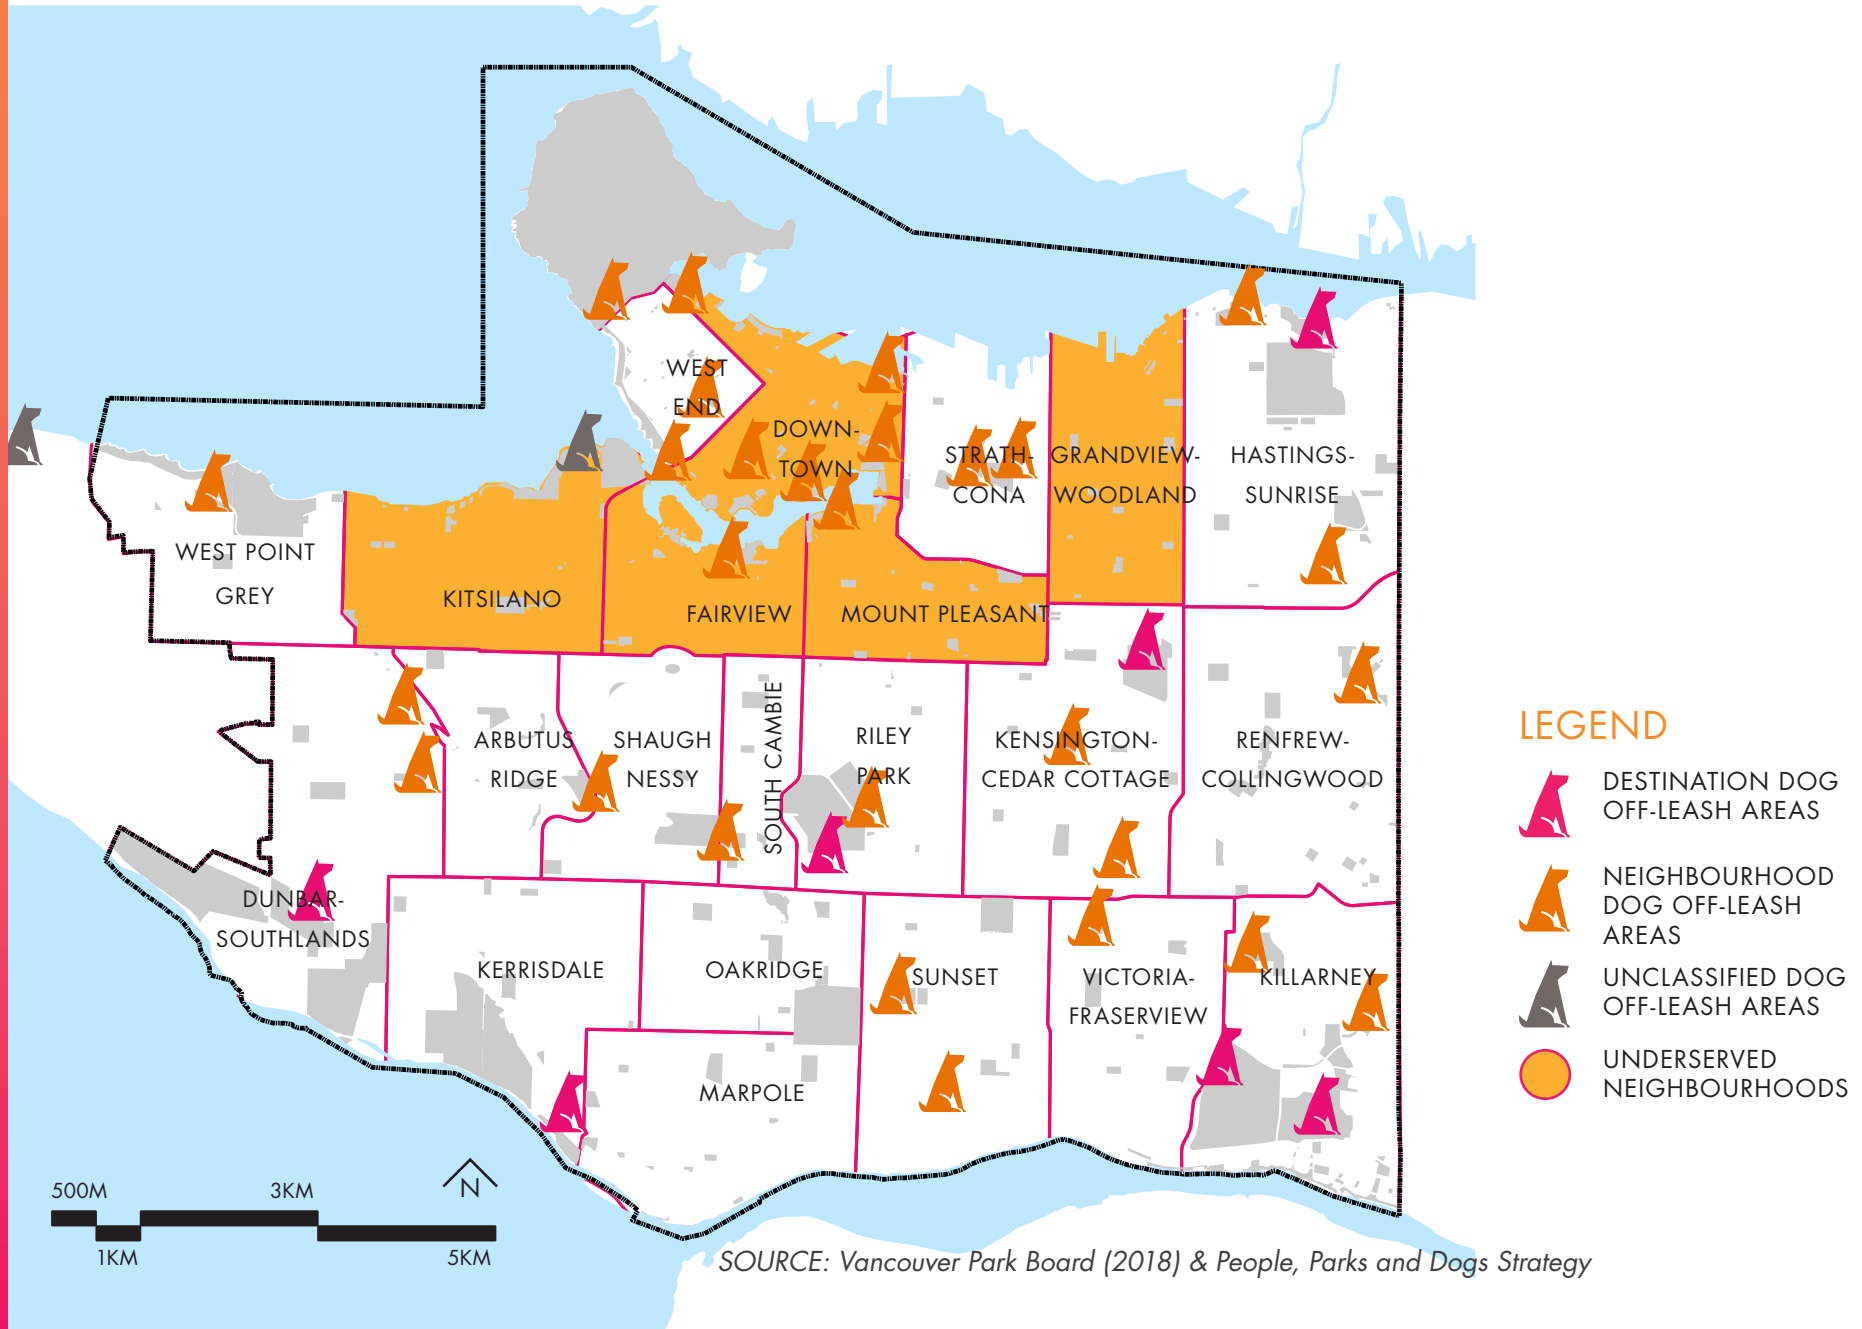 WEST
END
DOWN-
TOWN
STRATH-
CONA
GRANDVIEW-
WOODLAND
HASTINGS-
SUNRISE
WEST POINT
GREY
KITSILANO
FAIRVIEW
MOUNT PLEASANT
ARBUTUS
RIDGE
SHAUGH
NESSY
SOUTH CAMBIE
RILEY
PARK
KENSINGTON-
CEDAR COTTAGE
RENFREW-
COLLINGWOOD
DUNBAR-
SOUTHLANDS
KERRISDALE
OAKRIDGE
SUNSET
VICTORIA-
FRASERVIEW
KILLARNEY
MARPOLE
LEGEND
DESTINATION DOG
OFF-LEASH AREAS
NEIGHBOURHOOD
DOG OFF-LEASH
AREAS
UNCLASSIFIED DOG
OFF-LEASH AREAS
UNDERSERVED
NEIGHBOURHOODS
500M
3KM
N
1KM
5KM
SOURCE: Vancouver Park Board (2018) & People, Parks and Dogs Strategy